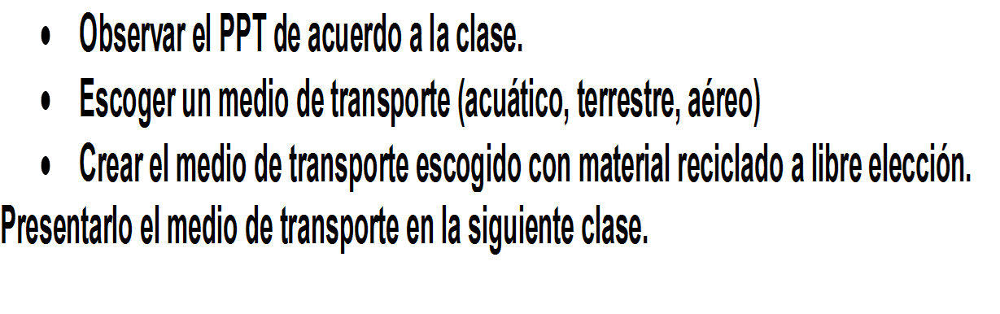 • Observar el PPT de acuerdo a la clase.
• Escoger un medio de transporte (acuático, terrestre, aéreo)
• Crear el medio de transporte escogido con material reciclado a libre elección.
Presentarlo el medio de transporte en la siguiente clase.